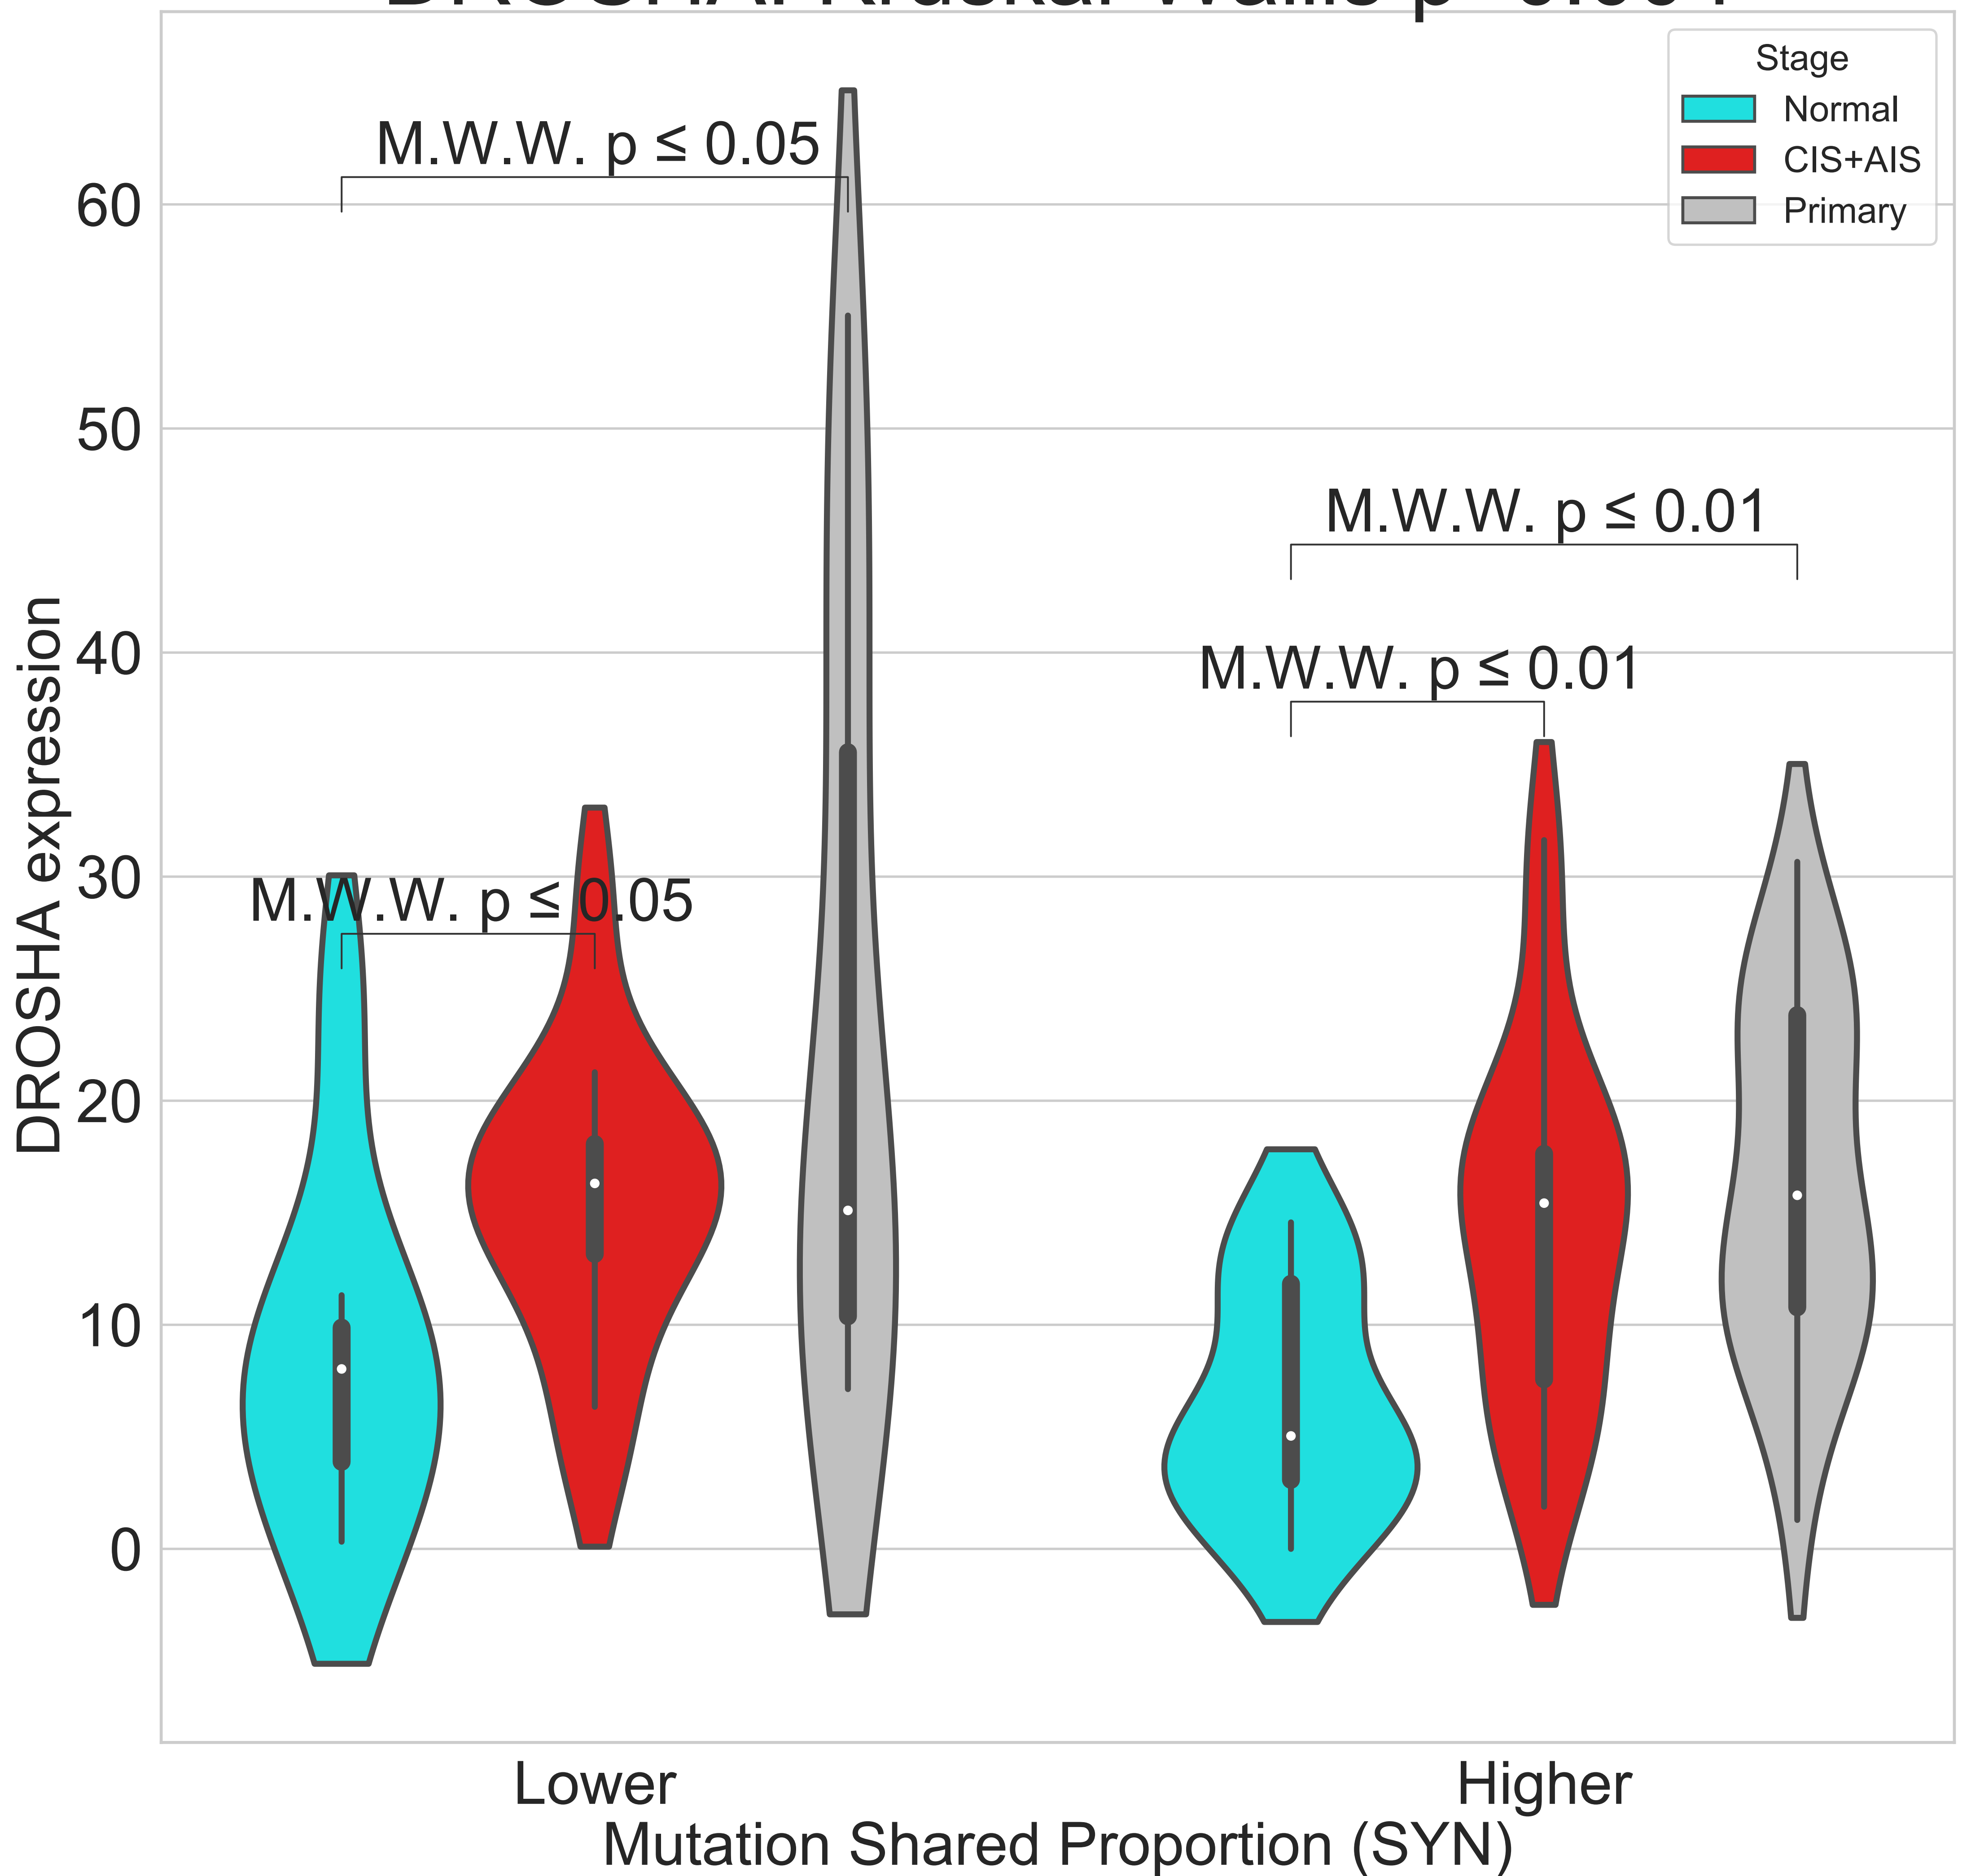 Stage
Normal
CIS+AIS
Primary
M.W.W. p ≤ 0.05
M.W.W. p ≤ 0.01
M.W.W. p ≤ 0.01
M.W.W. p ≤ 0.05
60
50
40
30
20
10
0
DROSHA expression
Lower
Higher
Mutation Shared Proportion (SYN)